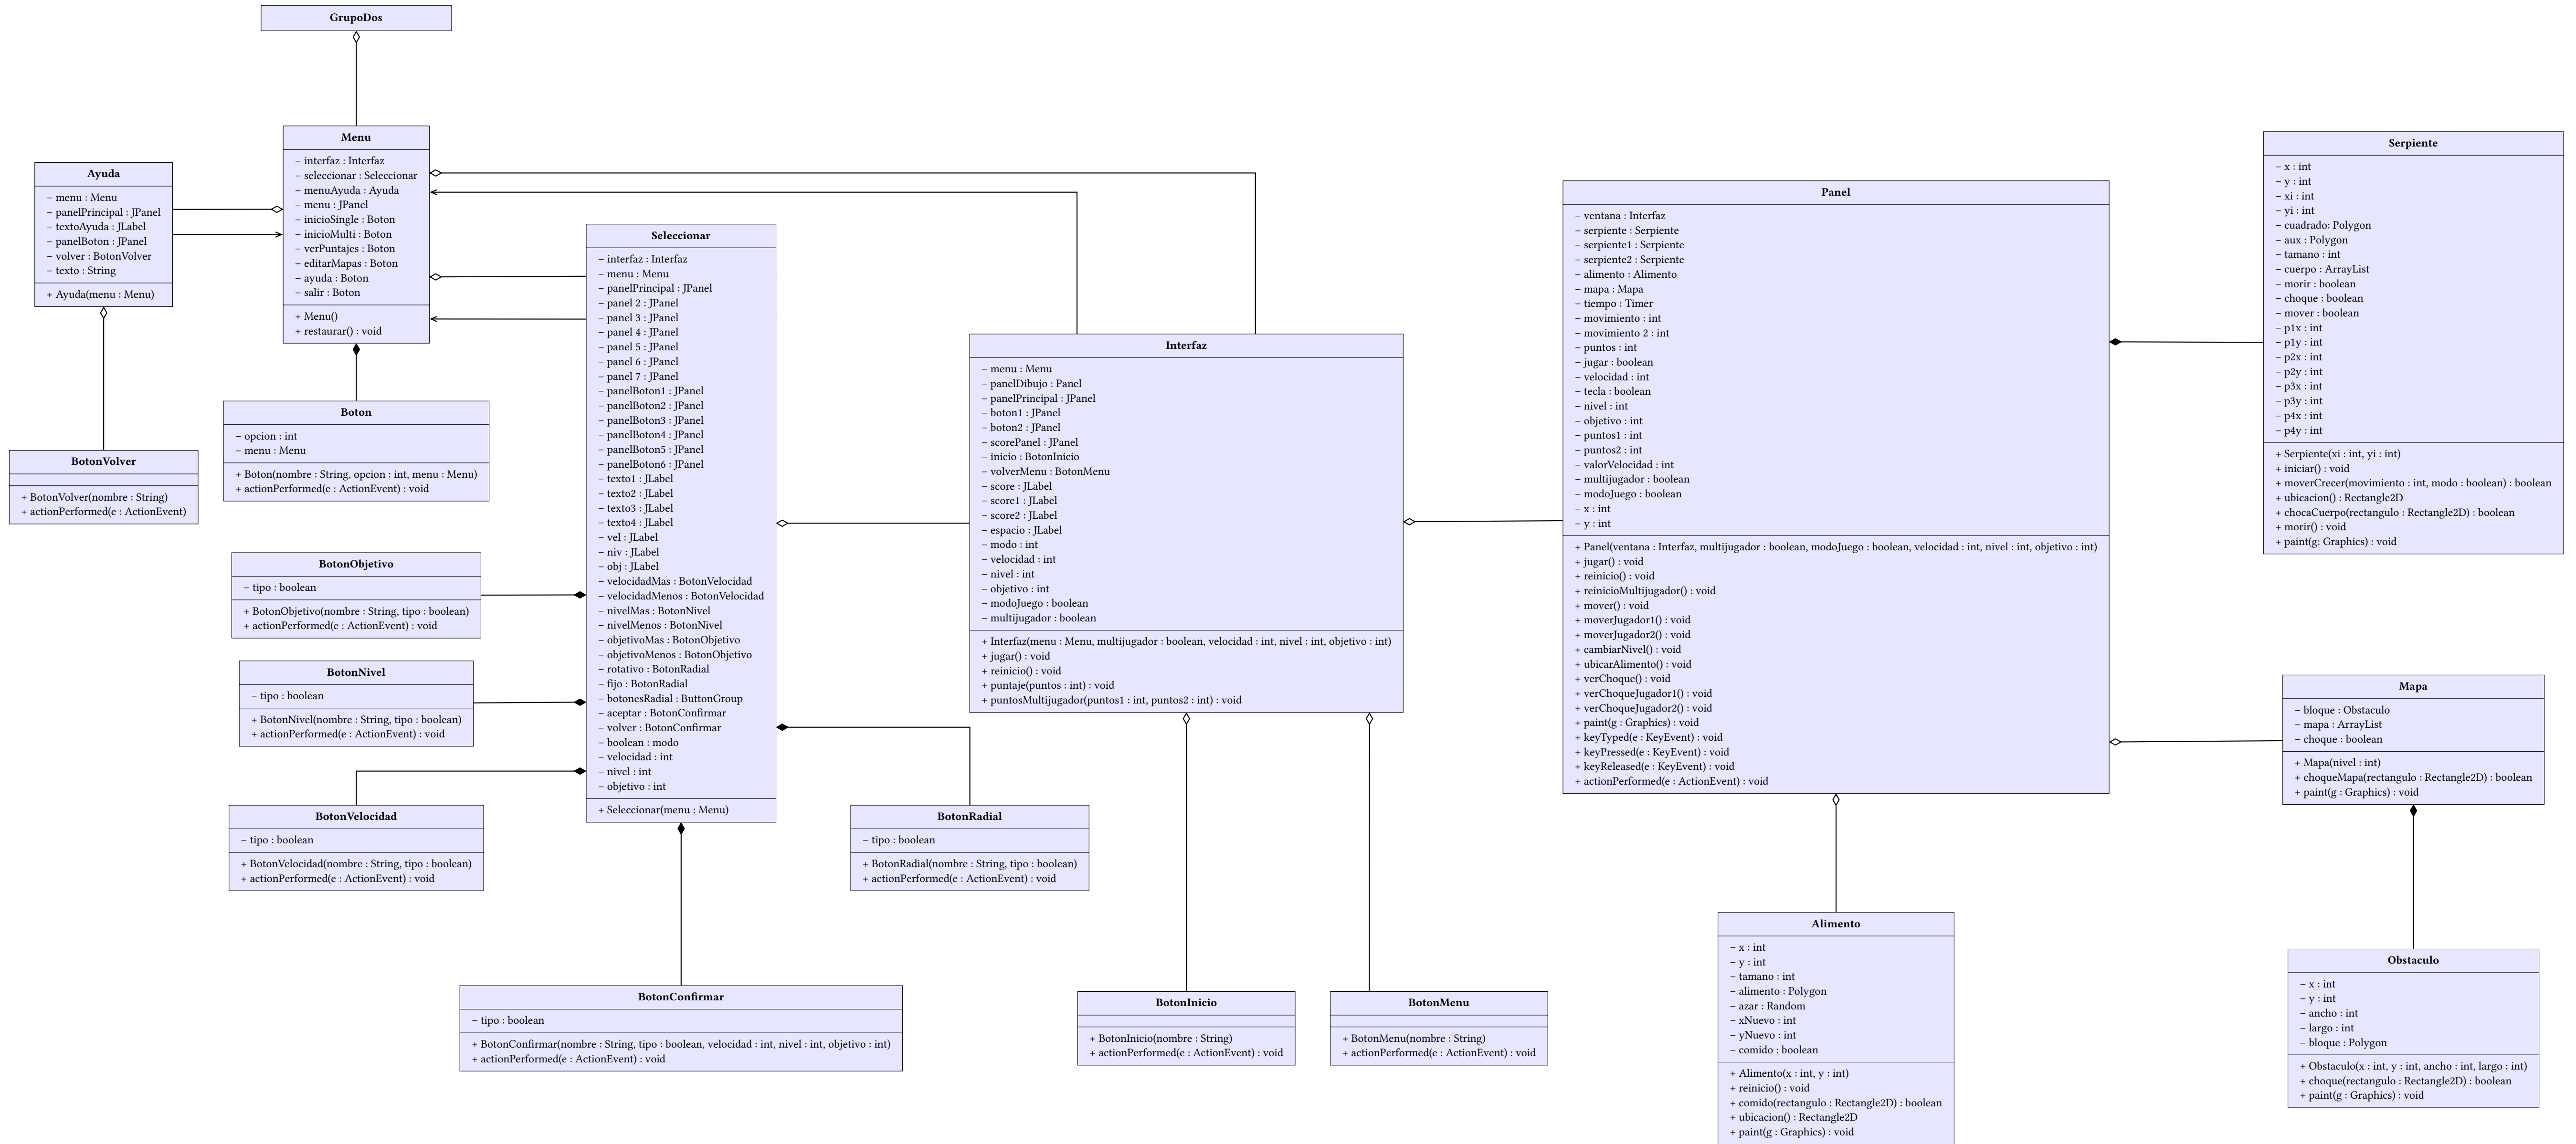 GrupoDos
Menu
– interfaz : Interfaz
– seleccionar : Seleccionar
– menuAyuda : Ayuda
– menu : JPanel
– inicioSingle : Boton
– inicioMulti : Boton
– verPuntajes : Boton
– editarMapas : Boton
– ayuda : Boton
– salir : Boton
+ Menu()
+ restaurar() : void
Ayuda
– menu : Menu
– panelPrincipal : JPanel
– textoAyuda : JLabel
– panelBoton : JPanel
– volver : BotonVolver
– texto : String
+ Ayuda(menu : Menu)
BotonVolver
+ BotonVolver(nombre : String)
+ actionPerformed(e : ActionEvent)
Boton
– opcion : int
– menu : Menu
+ Boton(nombre : String, opcion : int, menu : Menu)
+ actionPerformed(e : ActionEvent) : void
BotonObjetivo
– tipo : boolean
+ BotonObjetivo(nombre : String, tipo : boolean)
+ actionPerformed(e : ActionEvent) : void
BotonNivel
– tipo : boolean
+ BotonNivel(nombre : String, tipo : boolean)
+ actionPerformed(e : ActionEvent) : void
BotonVelocidad
– tipo : boolean
+ BotonVelocidad(nombre : String, tipo : boolean)
+ actionPerformed(e : ActionEvent) : void
Seleccionar
– interfaz : Interfaz
– menu : Menu
– panelPrincipal : JPanel
– panel 2 : JPanel
– panel 3 : JPanel
– panel 4 : JPanel
– panel 5 : JPanel
– panel 6 : JPanel
– panel 7 : JPanel
– panelBoton1 : JPanel
– panelBoton2 : JPanel
– panelBoton3 : JPanel
– panelBoton4 : JPanel
– panelBoton5 : JPanel
– panelBoton6 : JPanel
– texto1 : JLabel
– texto2 : JLabel
– texto3 : JLabel
– texto4 : JLabel
– vel : JLabel
– niv : JLabel
– obj : JLabel
– velocidadMas : BotonVelocidad
– velocidadMenos : BotonVelocidad
– nivelMas : BotonNivel
– nivelMenos : BotonNivel
– objetivoMas : BotonObjetivo
– objetivoMenos : BotonObjetivo
– rotativo : BotonRadial
– fijo : BotonRadial
– botonesRadial : ButtonGroup
– aceptar : BotonConfirmar
– volver : BotonConfirmar
– boolean : modo
– velocidad : int
– nivel : int
– objetivo : int
+ Seleccionar(menu : Menu)
BotonRadial
– tipo : boolean
+ BotonRadial(nombre : String, tipo : boolean)
+ actionPerformed(e : ActionEvent) : void
BotonConfirmar
– tipo : boolean
+ BotonConfirmar(nombre : String, tipo : boolean, velocidad : int, nivel : int, objetivo : int)
+ actionPerformed(e : ActionEvent) : void
Interfaz
– menu : Menu
– panelDibujo : Panel
– panelPrincipal : JPanel
– boton1 : JPanel
– boton2 : JPanel
– scorePanel : JPanel
– inicio : BotonInicio
– volverMenu : BotonMenu
– score : JLabel
– score1 : JLabel
– score2 : JLabel
– espacio : JLabel
– modo : int
– velocidad : int
– nivel : int
– objetivo : int
– modoJuego : boolean
– multijugador : boolean
+ Interfaz(menu : Menu, multijugador : boolean, velocidad : int, nivel : int, objetivo : int)
+ jugar() : void
+ reinicio() : void
+ puntaje(puntos : int) : void
+ puntosMultijugador(puntos1 : int, puntos2 : int) : void
BotonInicio
+ BotonInicio(nombre : String)
+ actionPerformed(e : ActionEvent) : void
BotonMenu
+ BotonMenu(nombre : String)
+ actionPerformed(e : ActionEvent) : void
Panel
– ventana : Interfaz
– serpiente : Serpiente
– serpiente1 : Serpiente
– serpiente2 : Serpiente
– alimento : Alimento
– mapa : Mapa
– tiempo : Timer
– movimiento : int
– movimiento 2 : int
– puntos : int
– jugar : boolean
– velocidad : int
– tecla : boolean
– nivel : int
– objetivo : int
– puntos1 : int
– puntos2 : int
– valorVelocidad : int
– multijugador : boolean
– modoJuego : boolean
– x : int
– y : int
+ Panel(ventana : Interfaz, multijugador : boolean, modoJuego : boolean, velocidad : int, nivel : int, objetivo : int)
+ jugar() : void
+ reinicio() : void
+ reinicioMultijugador() : void
+ mover() : void
+ moverJugador1() : void
+ moverJugador2() : void
+ cambiarNivel() : void
+ ubicarAlimento() : void
+ verChoque() : void
+ verChoqueJugador1() : void
+ verChoqueJugador2() : void
+ paint(g : Graphics) : void
+ keyTyped(e : KeyEvent) : void
+ keyPressed(e : KeyEvent) : void
+ keyReleased(e : KeyEvent) : void
+ actionPerformed(e : ActionEvent) : void
Alimento
– x : int
– y : int
– tamano : int
– alimento : Polygon
– azar : Random
– xNuevo : int
– yNuevo : int
– comido : boolean
+ Alimento(x : int, y : int)
+ reinicio() : void
+ comido(rectangulo : Rectangle2D) : boolean
+ ubicacion() : Rectangle2D
+ paint(g : Graphics) : void
Serpiente
– x : int
– y : int
– xi : int
– yi : int
– cuadrado: Polygon
– aux : Polygon
– tamano : int
– cuerpo : ArrayList
– morir : boolean
– choque : boolean
– mover : boolean
– p1x : int
– p1y : int
– p2x : int
– p2y : int
– p3x : int
– p3y : int
– p4x : int
– p4y : int
+ Serpiente(xi : int, yi : int)
+ iniciar() : void
+ moverCrecer(movimiento : int, modo : boolean) : boolean
+ ubicacion() : Rectangle2D
+ chocaCuerpo(rectangulo : Rectangle2D) : boolean
+ morir() : void
+ paint(g: Graphics) : void
Mapa
– bloque : Obstaculo
– mapa : ArrayList
– choque : boolean
+ Mapa(nivel : int)
+ choqueMapa(rectangulo : Rectangle2D) : boolean
+ paint(g : Graphics) : void
Obstaculo
– x : int
– y : int
– ancho : int
– largo : int
– bloque : Polygon
+ Obstaculo(x : int, y : int, ancho : int, largo : int)
+ choque(rectangulo : Rectangle2D) : boolean
+ paint(g : Graphics) : void